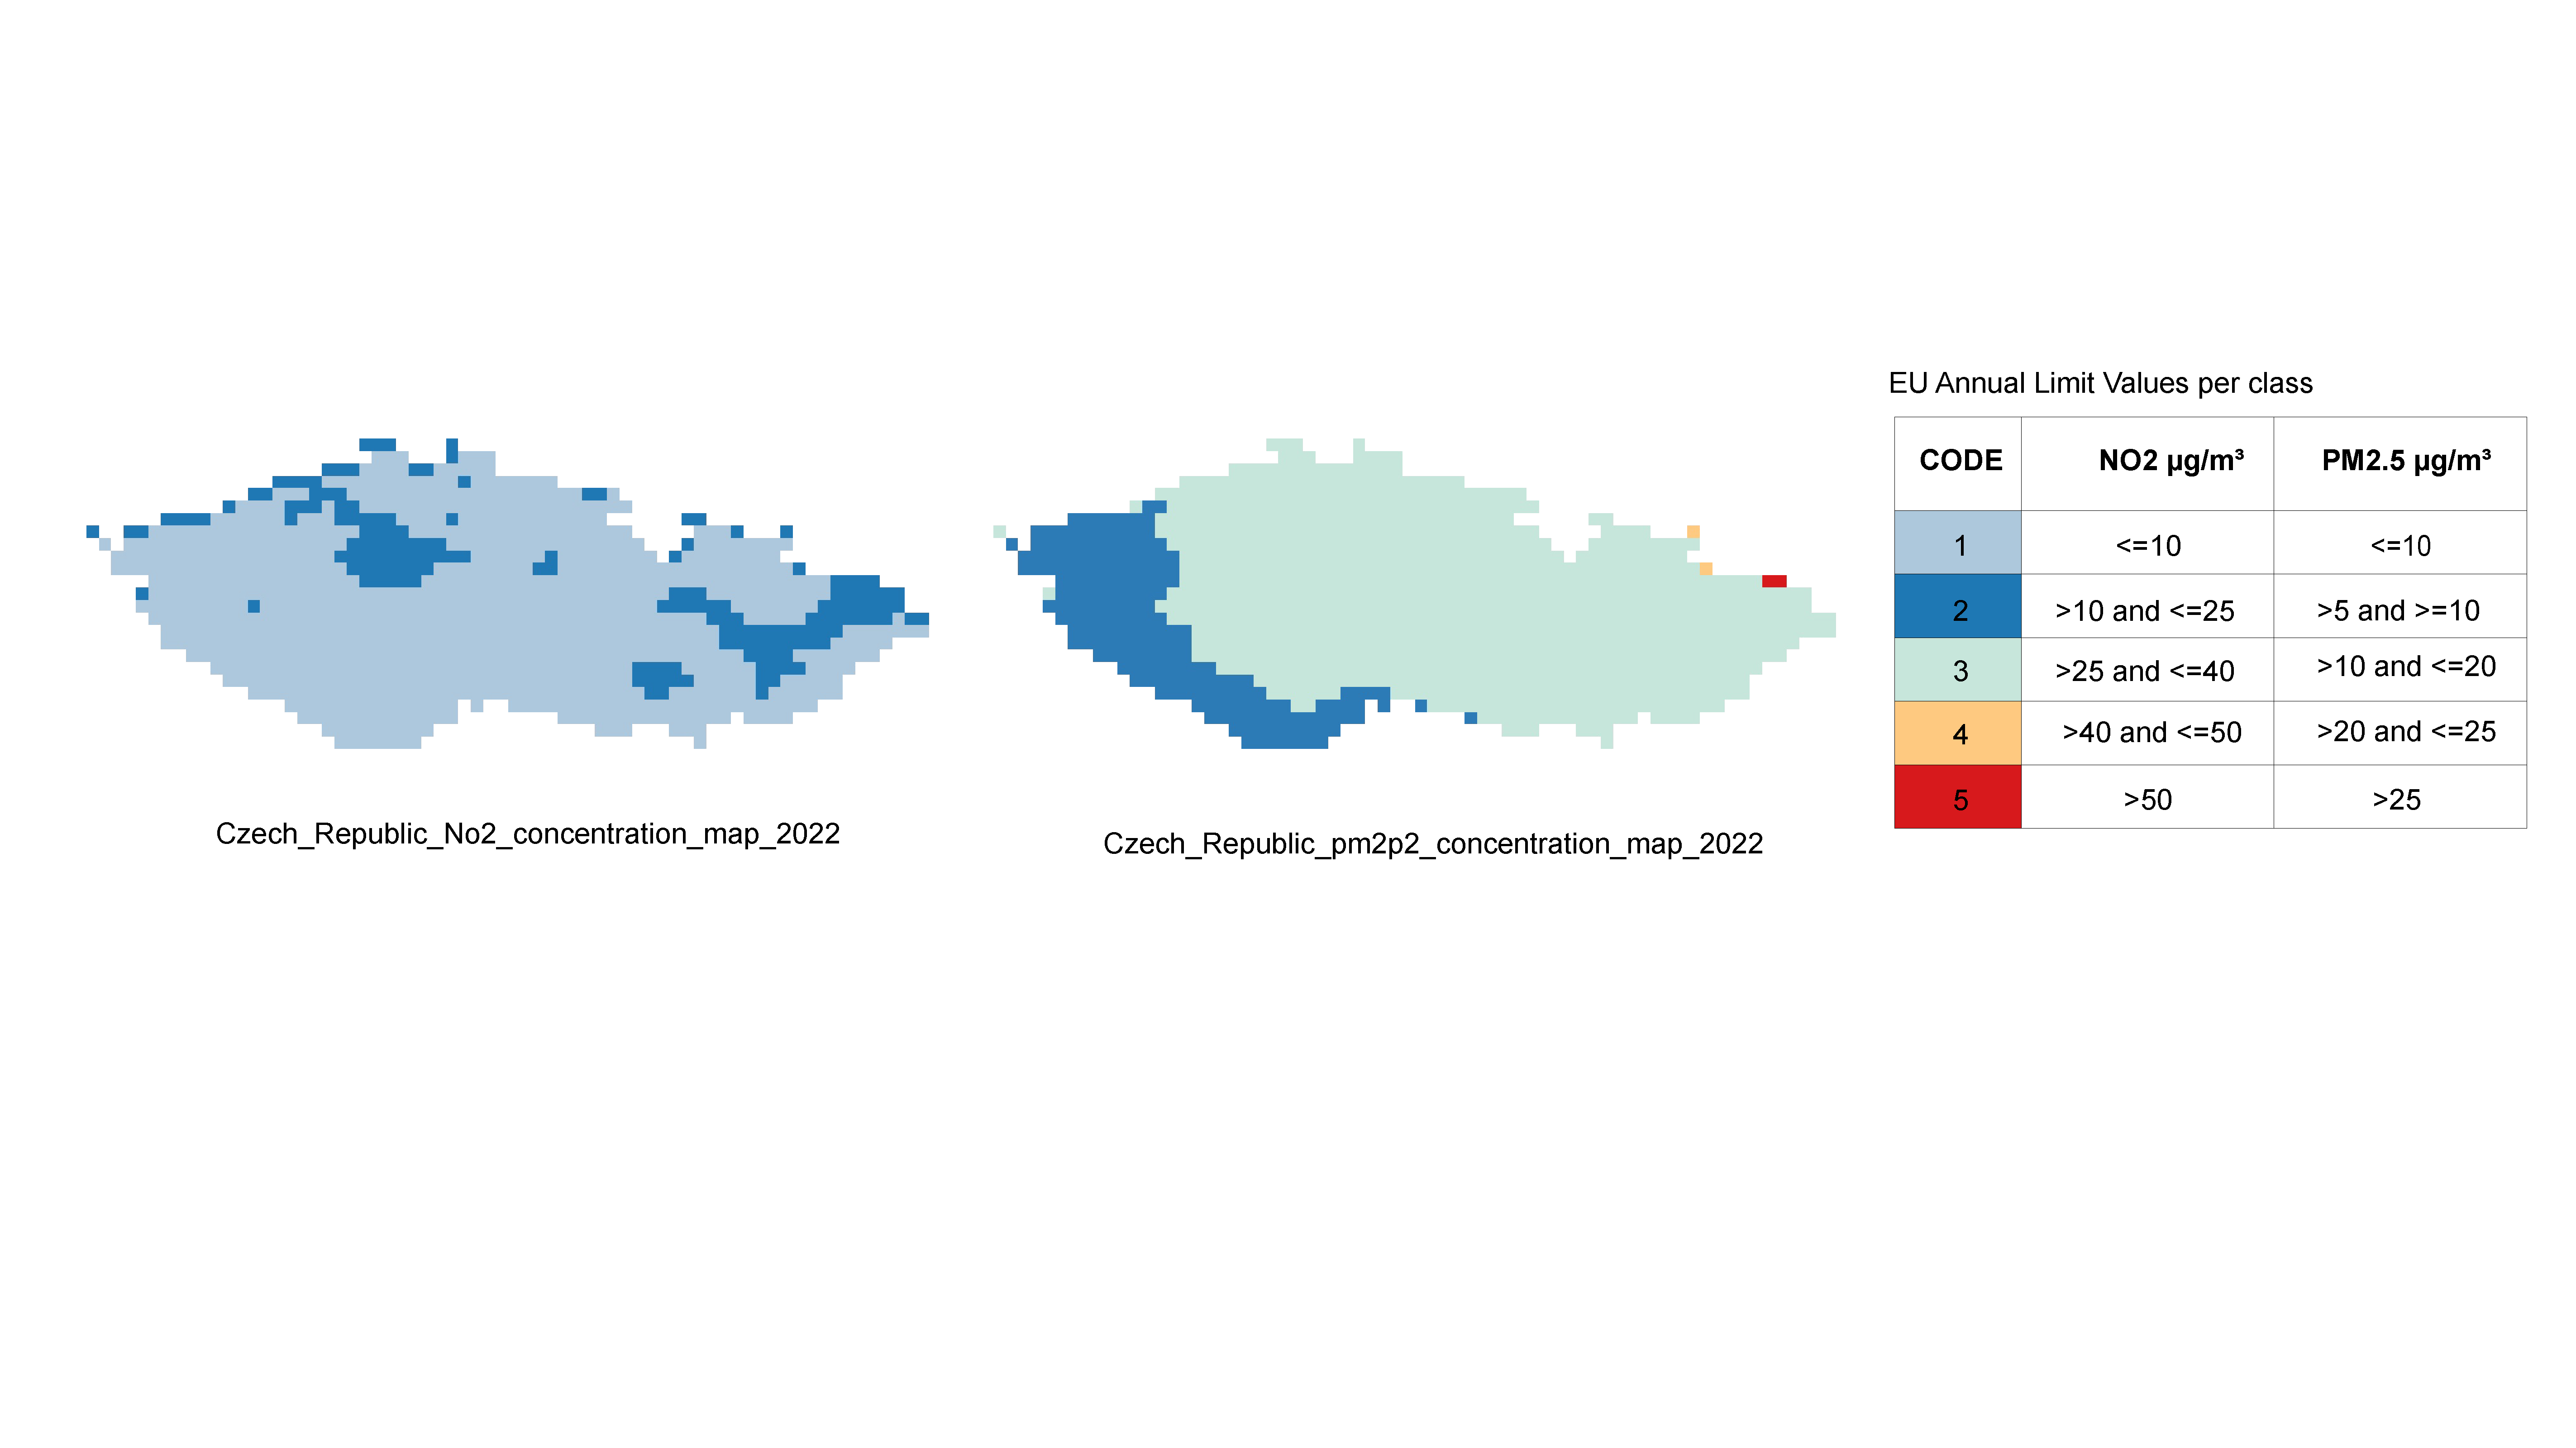 EU Annual Limit Values per class
CODE NO2 µg/m³ PM2.5 µg/m³
1 <=10 <=10
2 >10 and <=25 >5 and >=10
3 >25 and <=40 >10 and <=20
4 >40 and <=50 >20 and <=25
5 >50 >25
Czech_Republic_No2_concentration_map_2022
Czech_Republic_pm2p2_concentration_map_2022